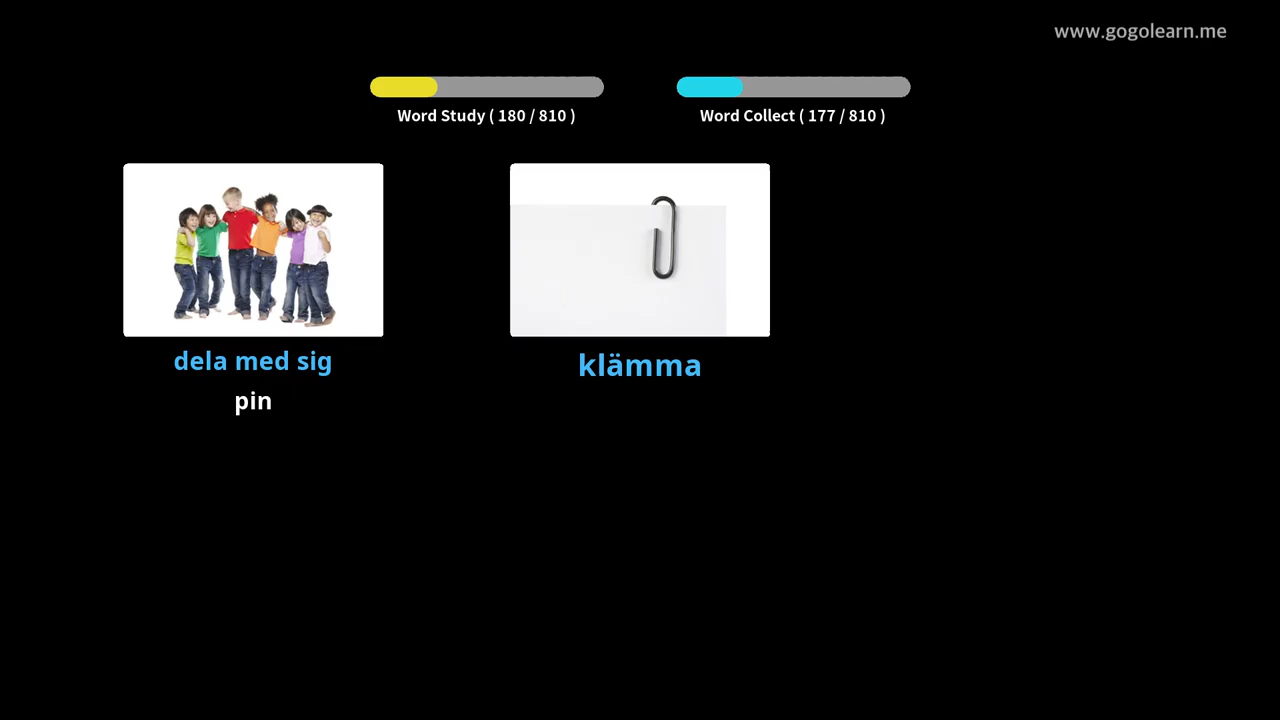 www.gogolearn.me
Word Study ( 180 / 810 )
Word Collect ( 177 / 810 )
dela med sig
pin
klämma